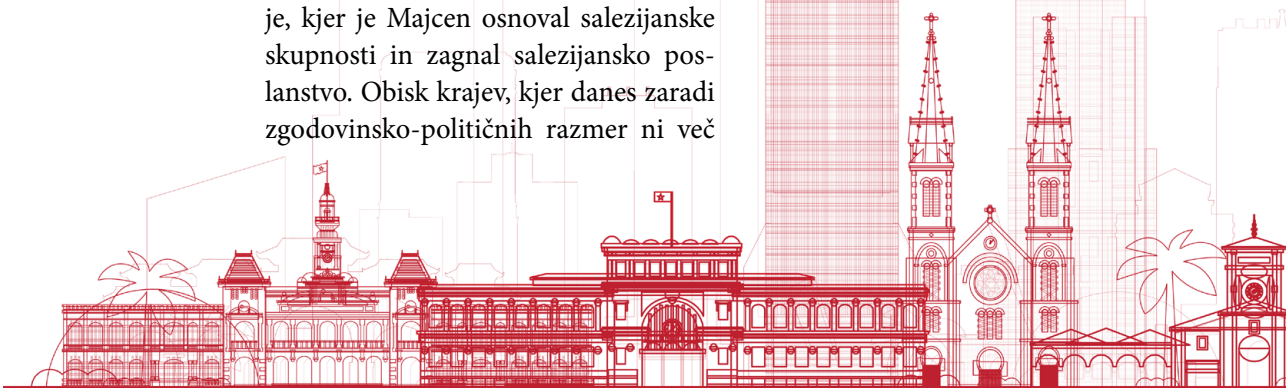 je, kjer je Majcen osnoval salezijanske
skupnosti in zagnal salezijansko pos-
lanstvo. Obisk krajev, kjer danes zaradi
zgodovinsko-političnih razmer ni več